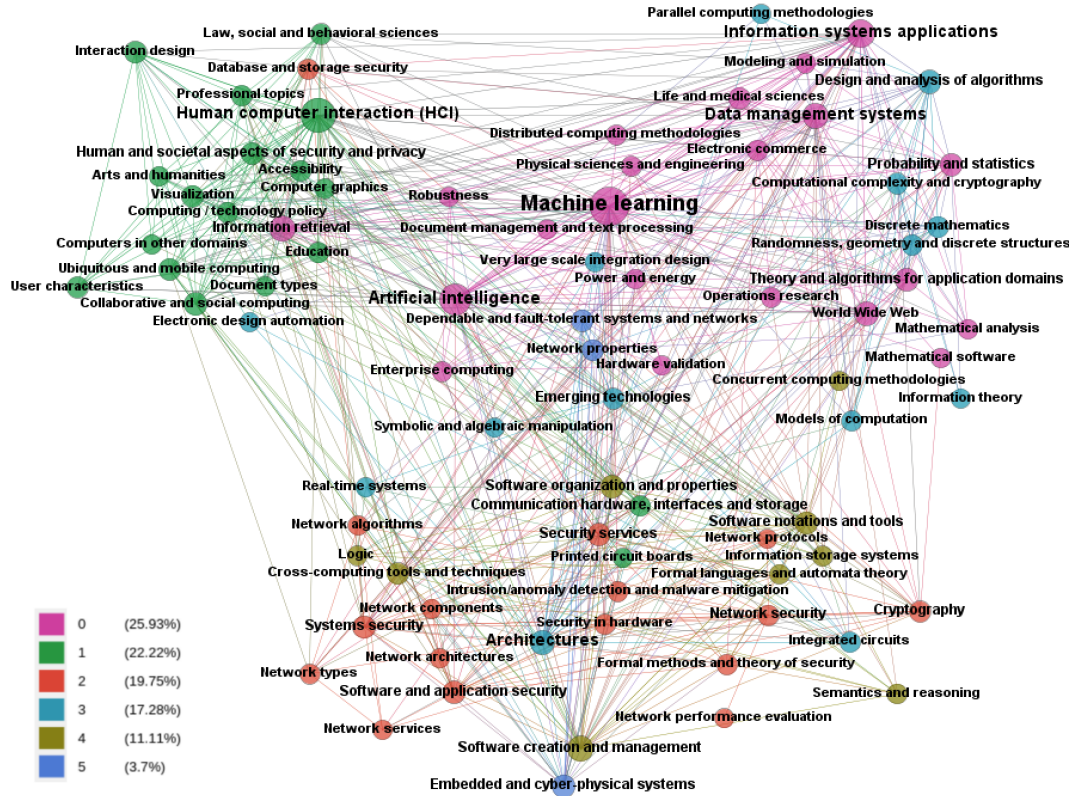 Parallel computing methodologies
Law, social and behavioral sciences
Information systems applications
Interaction design
Modeling and simulation
Database and storage security
Design and analysis of algorithms
Professional topics
Life and medical sciences
Human computer interaction (HCI)
Data management systems
Distributed computing methodologies
Human and societal aspects of security and privacy
Electronic commerce
Physical sciences and engineering
Probability and statistics
Accessibility
Arts and humanities
Computational complexity and cryptography
Computer graphics
Visualization
Robustness
Machine learning
Computing / technology policy
Information retrieval
Document management and text processing
Discrete mathematics
Computers in other domains
Randomness, geometry and discrete structures
Education
Very large scale integration design
Ubiquitous and mobile computing
Power and energy
Theory and algorithms for application domains
User characteristics
Document types
Operations research
Collaborative and social computing
Artificial intelligence
World Wide Web
Electronic design automation
Dependable and fault-tolerant systems and networks
Mathematical analysis
Network properties
Mathematical software
Hardware validation
Enterprise computing
Concurrent computing methodologies
Emerging technologies
Information theory
Models of computation
Symbolic and algebraic manipulation
Real-time systems
Software organization and properties
Communication hardware, interfaces and storage
Network algorithms
Software notations and tools
Security services
Network protocols
Logic
Printed circuit boards
Information storage systems
Cross-computing tools and techniques
Formal languages and automata theory
Intrusion/anomaly detection and malware mitigation
Network components
Network security
Cryptography
Systems security
Security in hardware
Architectures
Integrated circuits
Network architectures
Formal methods and theory of security
Network types
Software and application security
Semantics and reasoning
Network performance evaluation
Network services
Software creation and management
Embedded and cyber-physical systems
0 (25.93%)
1 (22.22%)
2 (19.75%)
3 (17.28%)
4 (11.11%)
5 (3.7%)